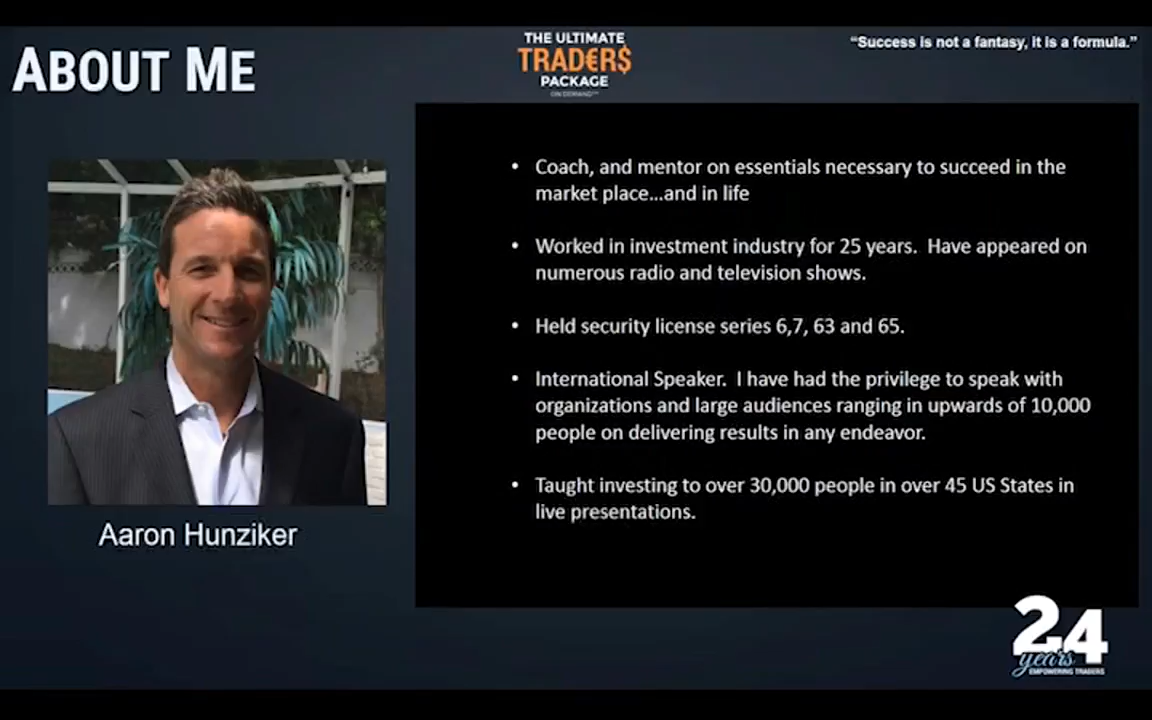 ABOUT ME
THE ULTIMATE
TRAD€R$
PACKAGE
ON DEMAND™
"Success is not a fantasy, it is a formula."
• Coach, and mentor on essentials necessary to succeed in the
market place...and in life
• Worked in investment industry for 25 years.  Have appeared on
numerous radio and television shows.
• Held security license series 6,7, 63 and 65.
• International Speaker.  I have had the privilege to speak with
organizations and large audiences ranging in upwards of 10,000
people on delivering results in any endeavor.
• Taught investing to over 30,000 people in over 45 US States in
live presentations.
Aaron Hunziker
24
years
EMPOWERING TRADERS